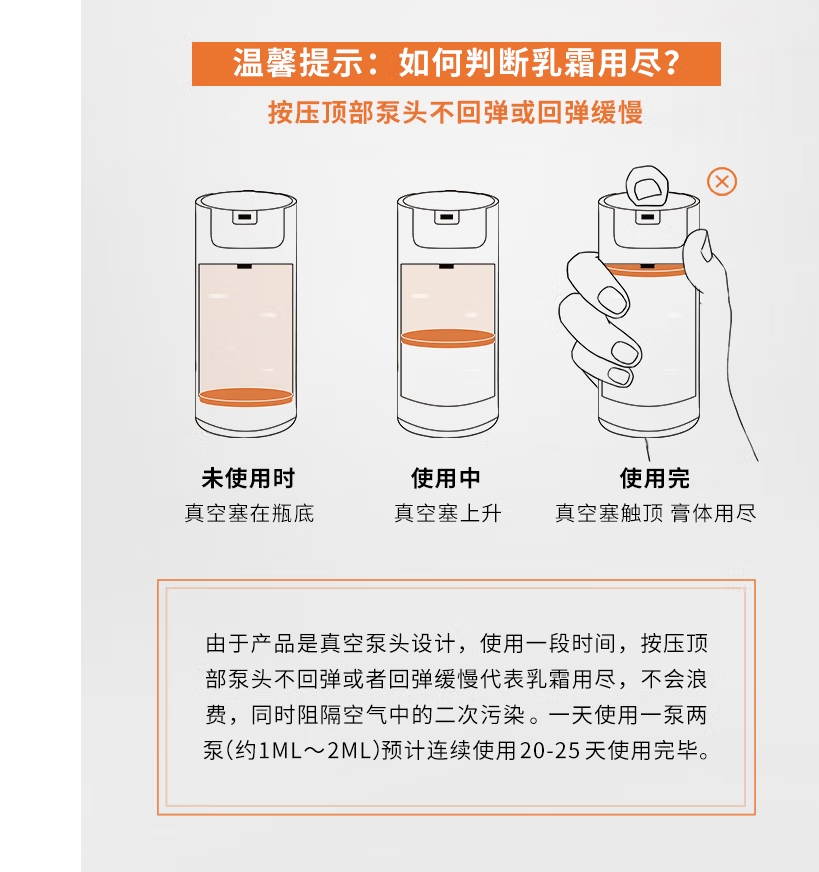 温馨提示：如何判断乳霜用尽？
按压顶部泵头不回弹或回弹缓慢
未使用时
真空塞在瓶底
使用中
真空塞上升
使用完
真空塞触顶 膏体用尽
由于产品是真空泵头设计，使用一段时间，按压顶
部泵头不回弹或者回弹缓慢代表乳霜用尽，不会浪
费，同时阻隔空气中的二次污染。一天使用一泵两
泵(约1ML～2ML)预计连续使用20-25天使用完毕。